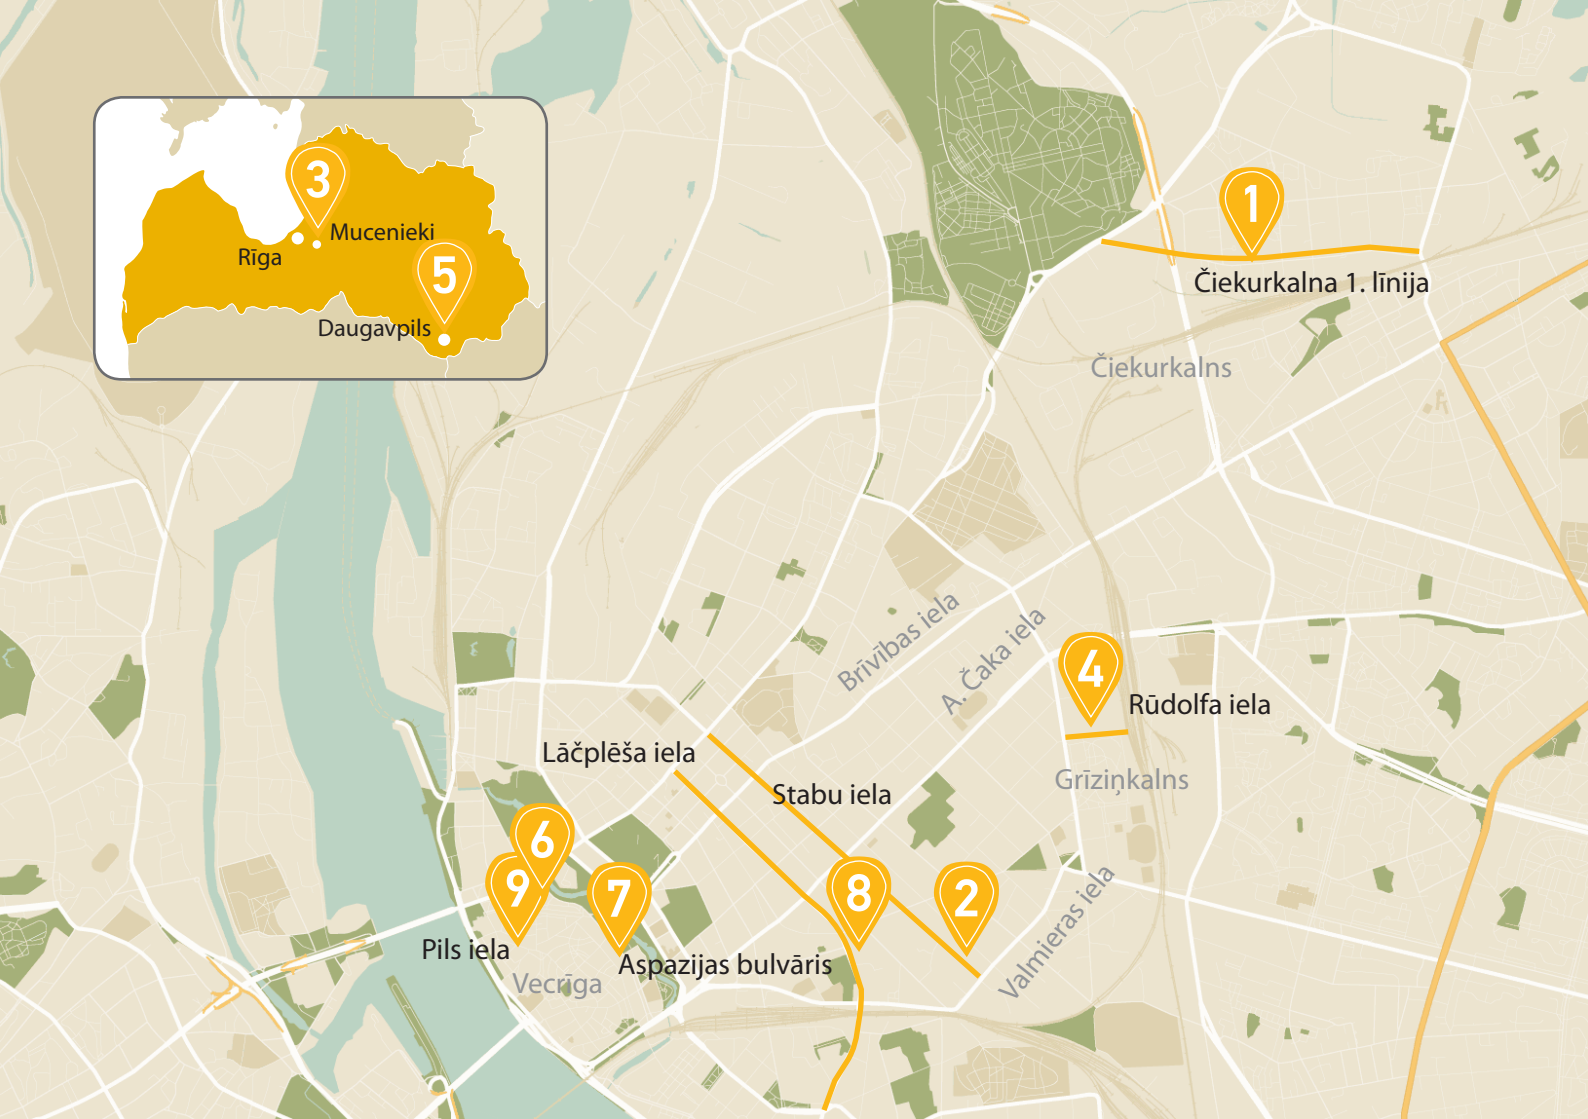 3
Mucenieki
Rīga
5
Daugavpils
1
Čiekurkalna 1. līnija
Čiekurkalns
Brīvības iela
A. Čaka iela
4
Rūdolfa iela
Grīziņkalns
Lāčplēša iela
Stabu iela
6
9
7
8
2
Valmieras iela
Pils iela
Aspazijas bulvāris
Vecrīga